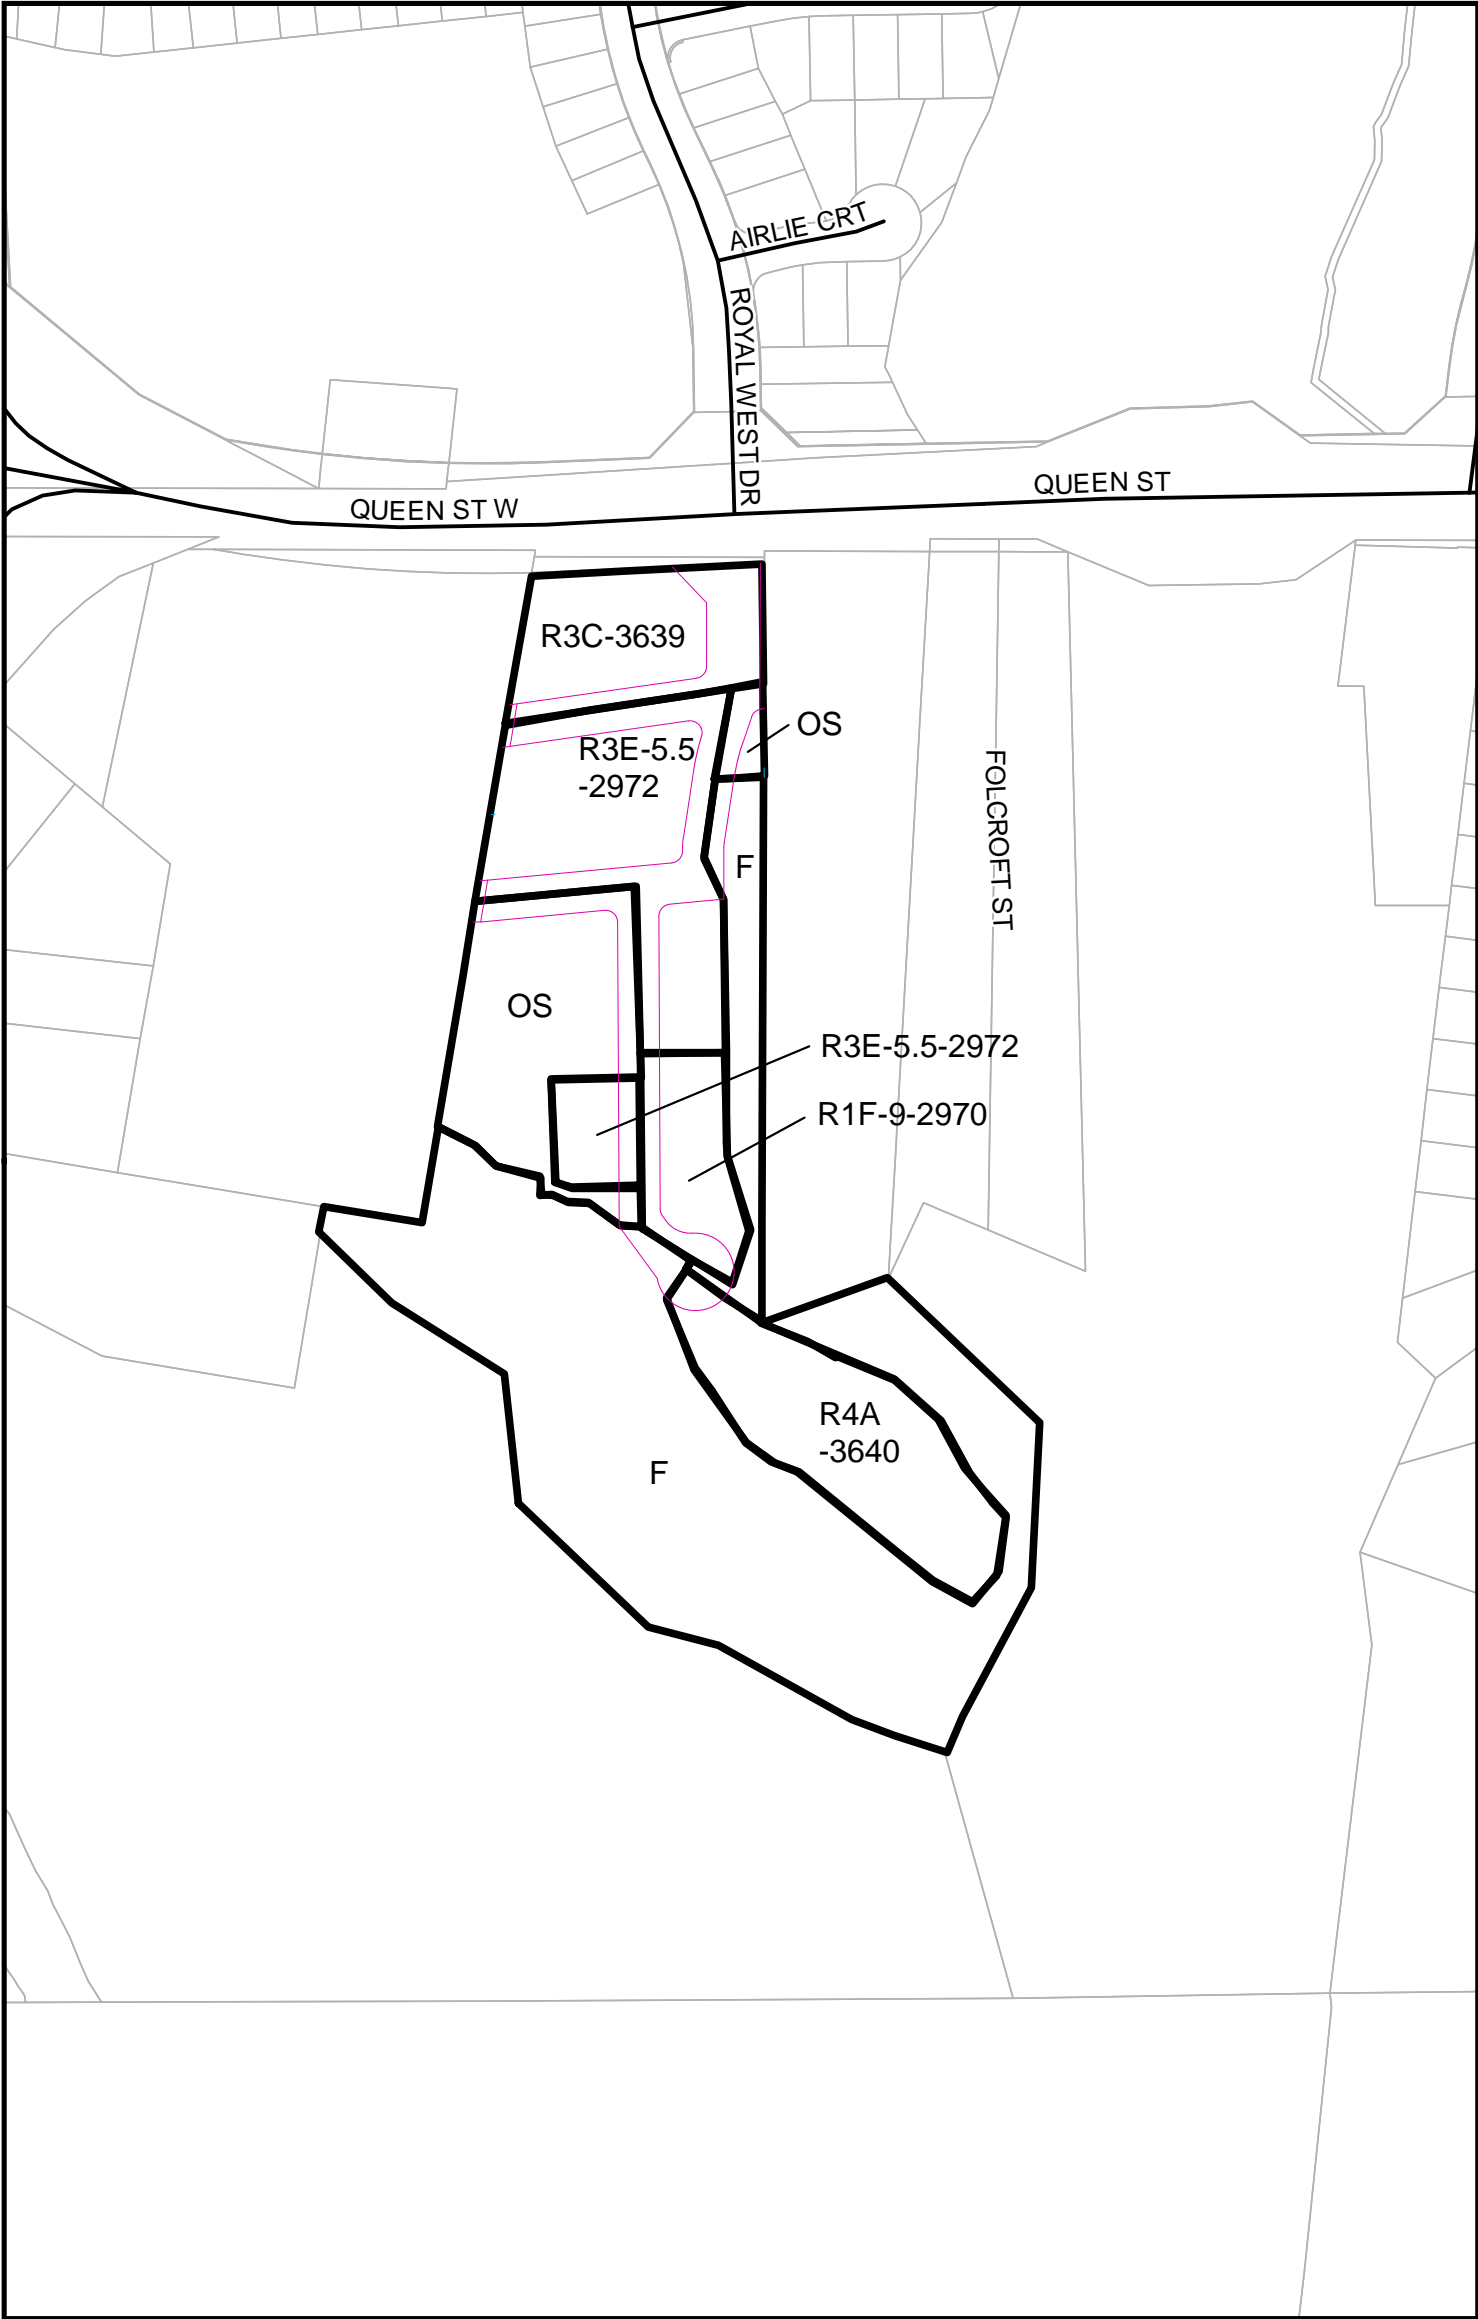 AIRLIE CRT
ROYAL WEST DR
QUEEN ST
QUEEN ST W
R3C-3639
OS
R3E-5.5
-2972
FOLCROFT ST
F
OS
R3E-5.5-2972
R1F-9-2970
R4A
-3640
F